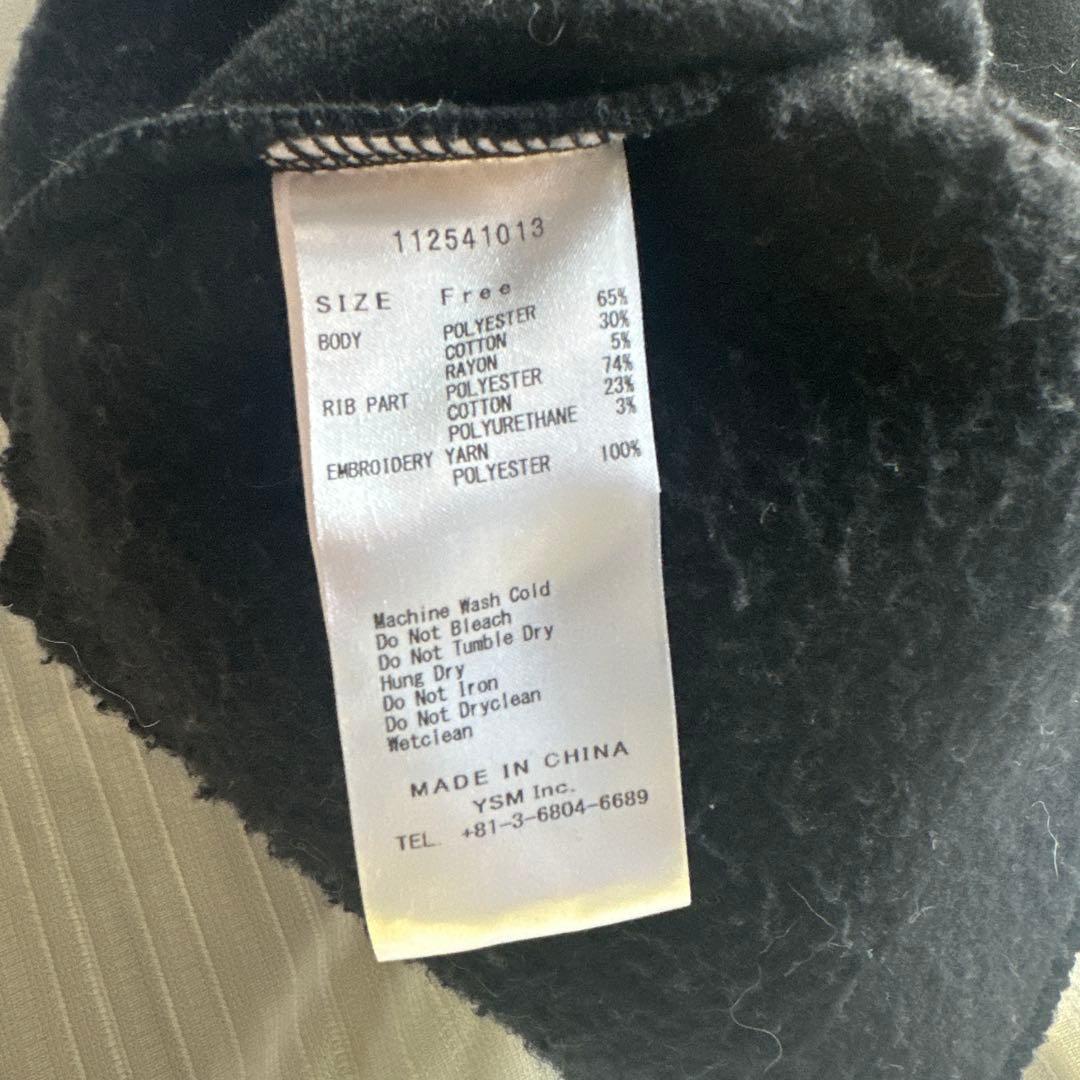 112541013
SIZE Free
BODY POLYESTER 65%
COTTON 30%
RAYON 5%
RIB PART POLYESTER 74%
COTTON 23%
POLYURETHANE 3%
EMBROIDERY YARN
POLYESTER 100%
Machine Wash Cold
Do Not Bleach
Do Not Tumble Dry
Hung Dry
Do Not Iron
Do Not Dryclean
Wetclean
MADE IN CHINA
YSM Inc.
TEL. +81-3-6804-6689